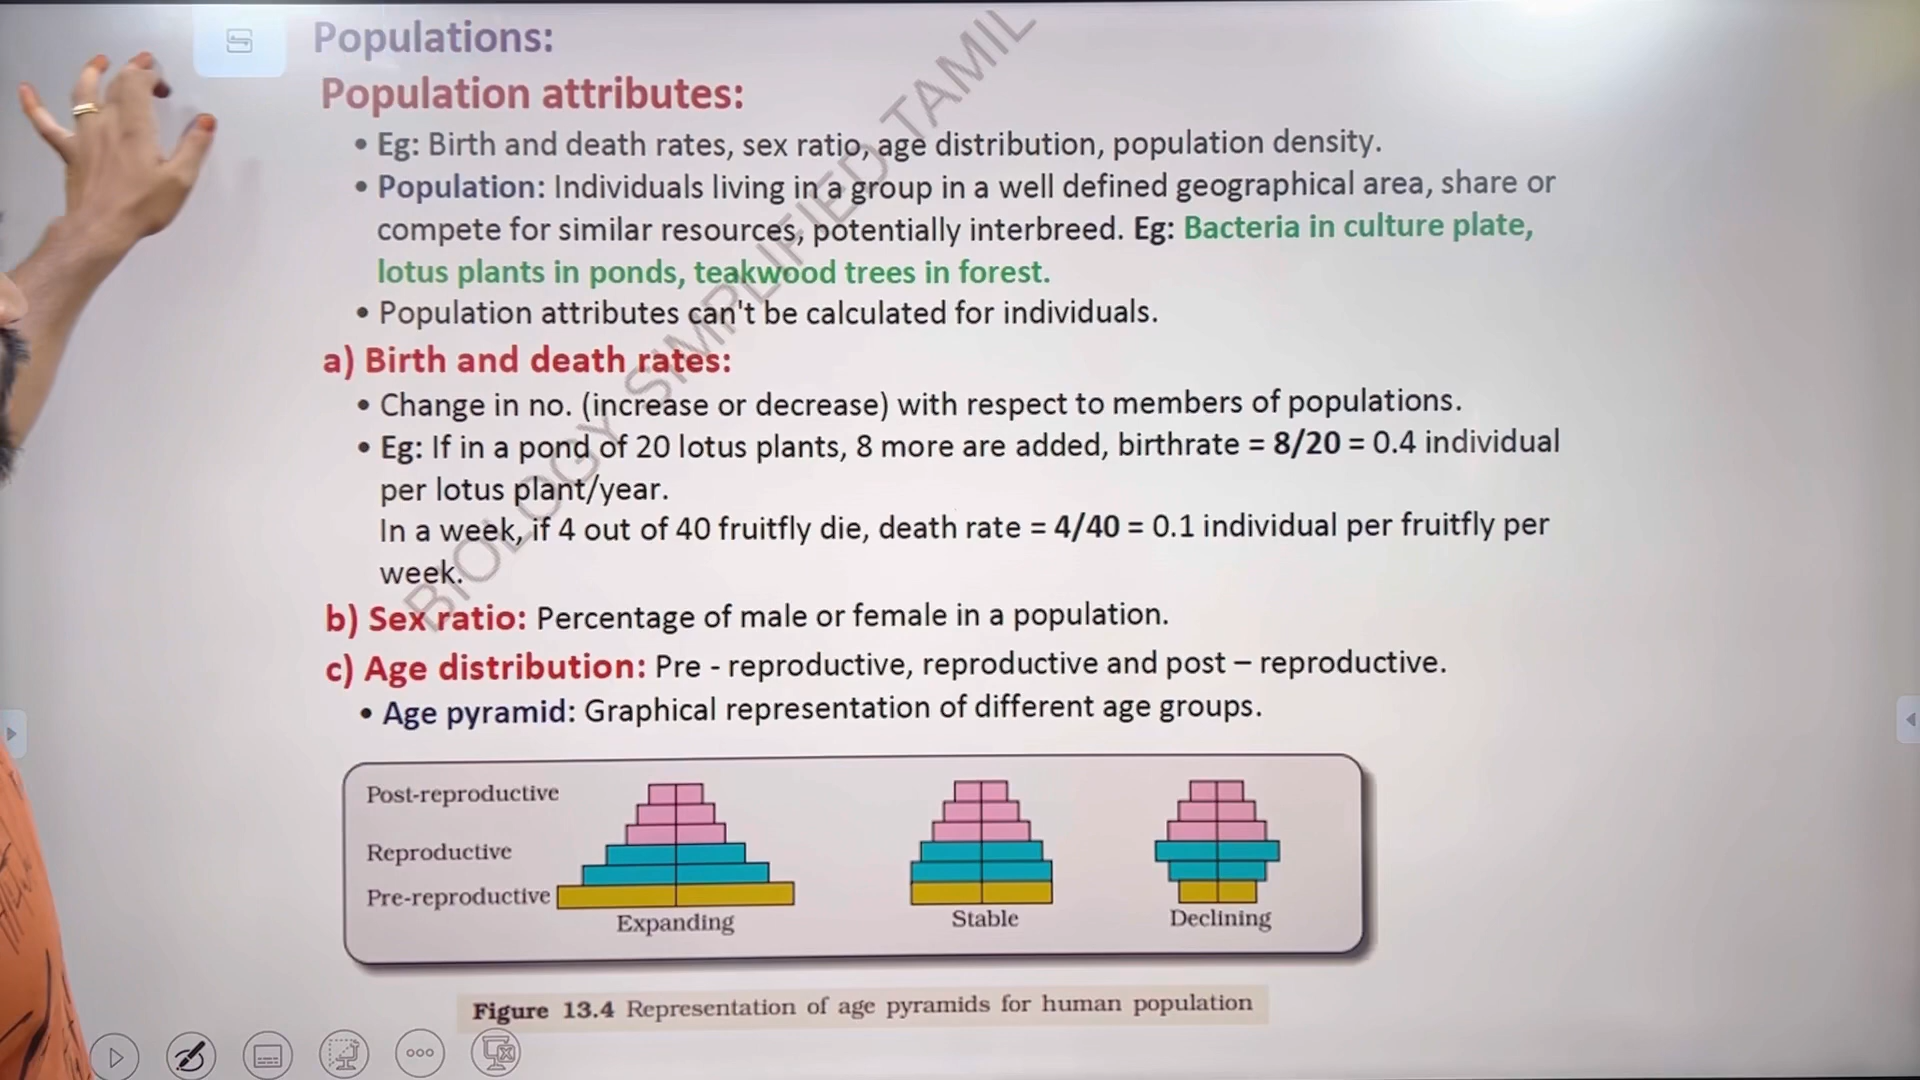 Populations:
Population attributes:
• Eg: Birth and death rates, sex ratio, age distribution, population density.
• Population: Individuals living in a group in a well defined geographical area, share or
compete for similar resources, potentially interbreed. Eg: Bacteria in culture plate,
lotus plants in ponds, teakwood trees in forest.
• Population attributes can't be calculated for individuals.
a) Birth and death rates:
• Change in no. (increase or decrease) with respect to members of populations.
• Eg: If in a pond of 20 lotus plants, 8 more are added, birthrate = 8/20 = 0.4 individual
per lotus plant/year.
In a week, if 4 out of 40 fruitfly die, death rate = 4/40 = 0.1 individual per fruitfly per
week.
b) Sex ratio: Percentage of male or female in a population.
c) Age distribution: Pre - reproductive, reproductive and post – reproductive.
• Age pyramid: Graphical representation of different age groups.
Post-reproductive
Reproductive
Pre-reproductive
Expanding
Stable
Declining
Figure 13.4 Representation of age pyramids for human population
BIOLOGY SIMPLIFIED TAMIL